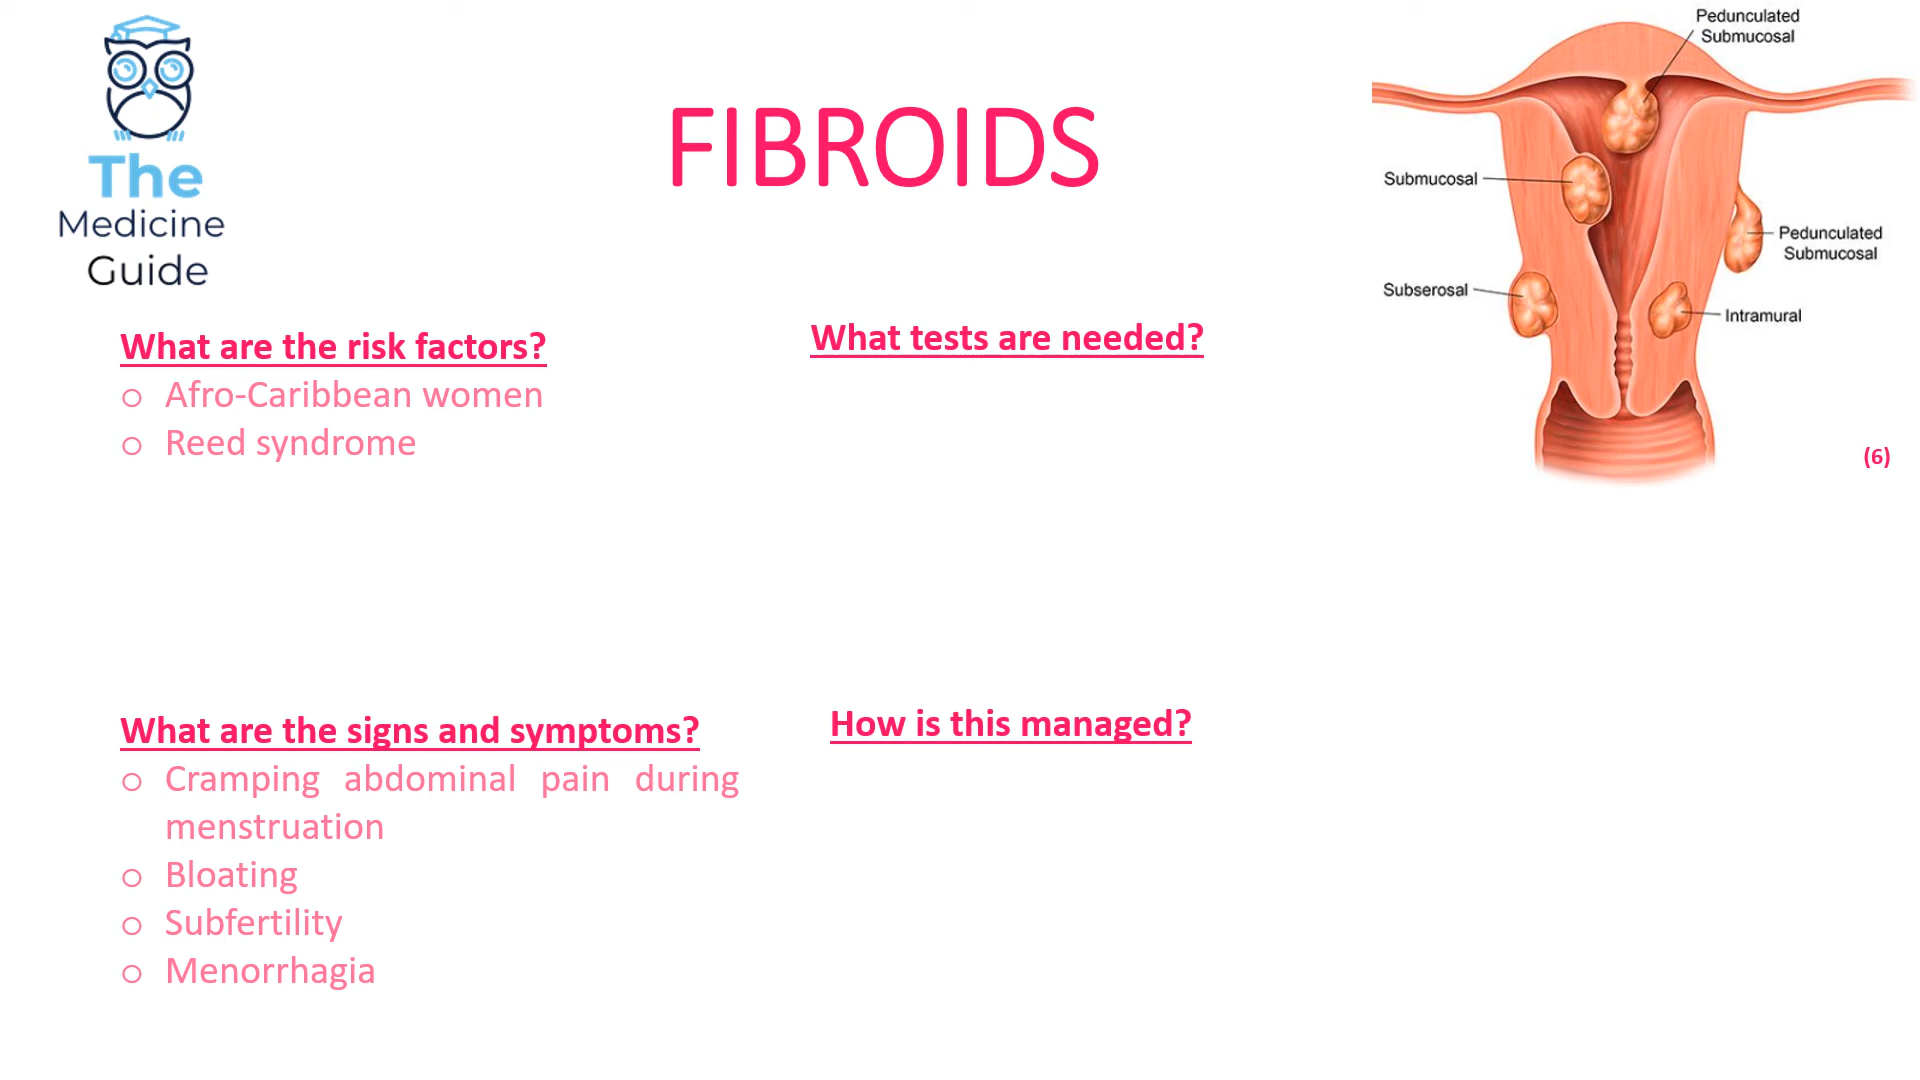 The
Medicine
Guide
FIBROIDS
Pedunculated
Submucosal
Submucosal
Pedunculated
Submucosal
Subserosal
Intramural
(6)
What are the risk factors?
o Afro-Caribbean women
o Reed syndrome
What tests are needed?
What are the signs and symptoms?
o Cramping abdominal pain during
menstruation
o Bloating
o Subfertility
o Menorrhagia
How is this managed?